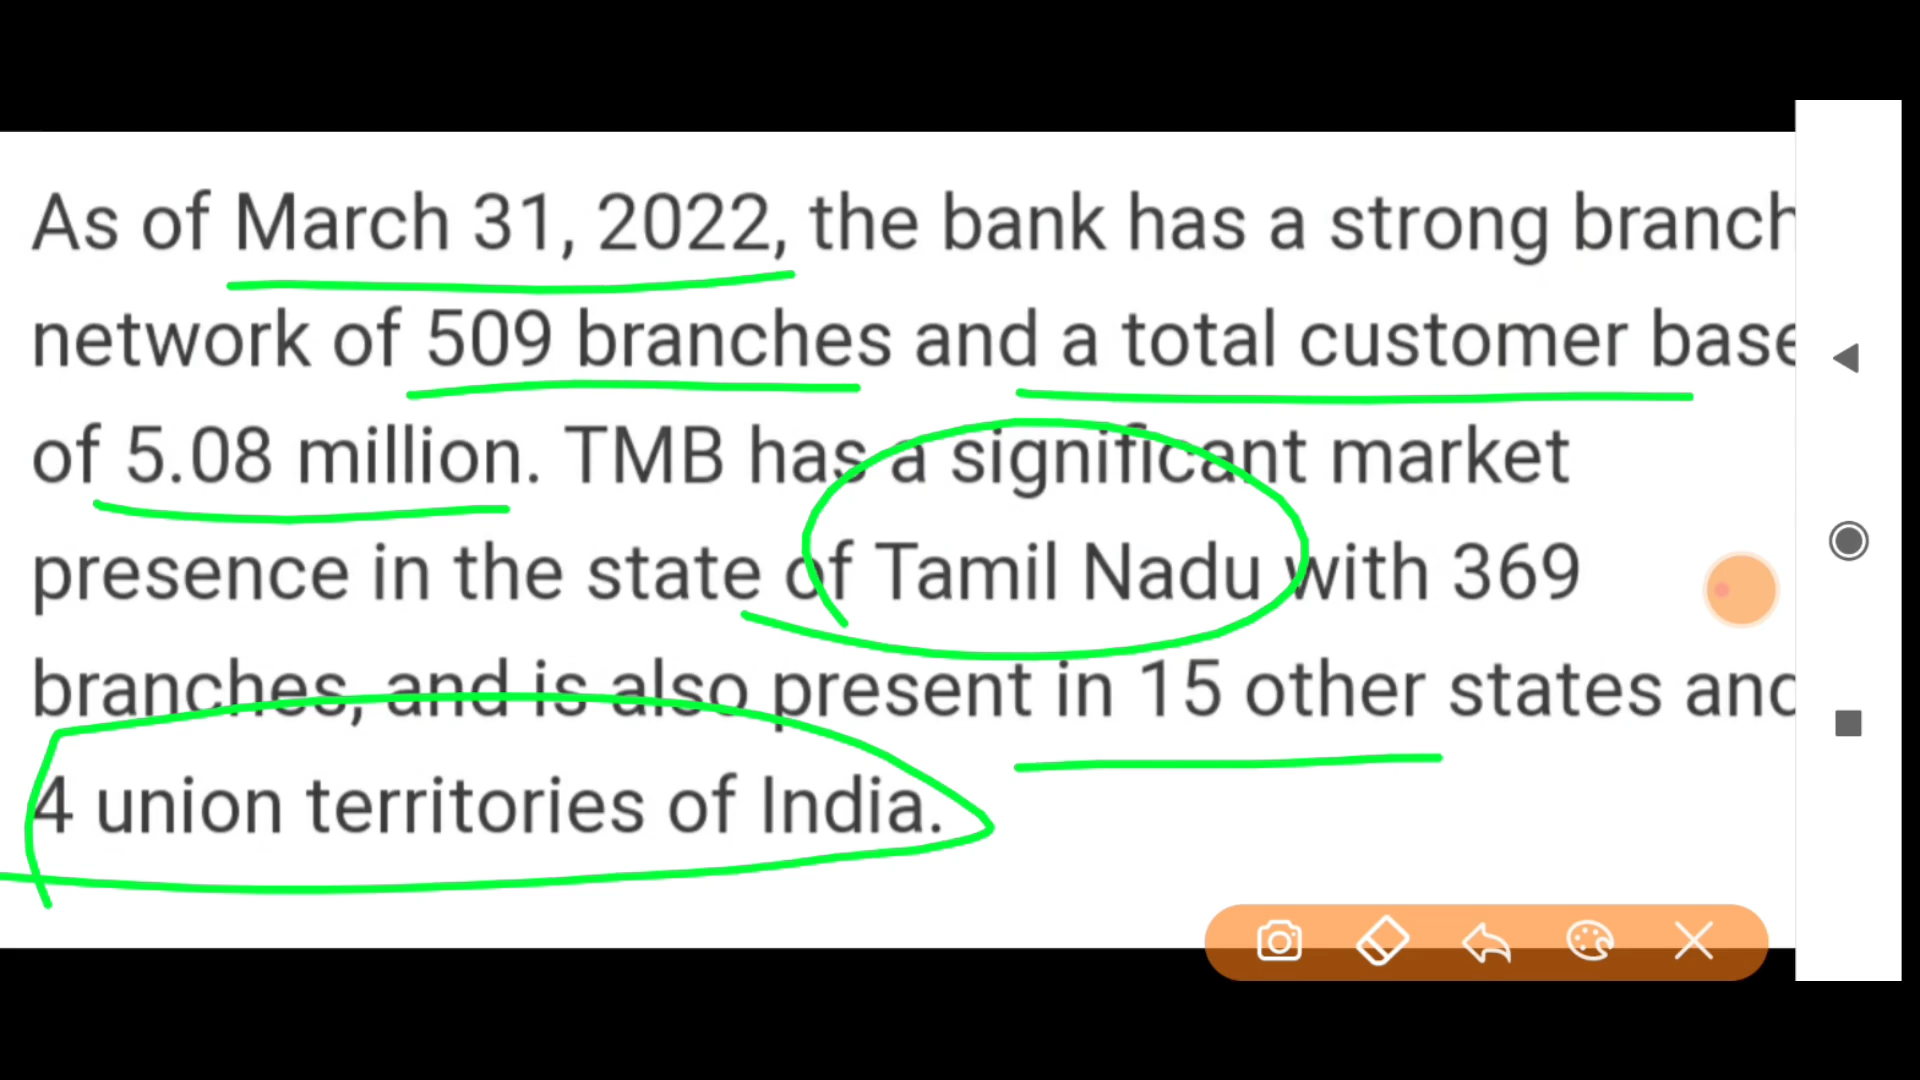 As of March 31, 2022, the bank has a strong branch
network of 509 branches and a total customer base
of 5.08 million. TMB has a significant market
presence in the state of Tamil Nadu with 369
branches, and is also present in 15 other states and
4 union territories of India.